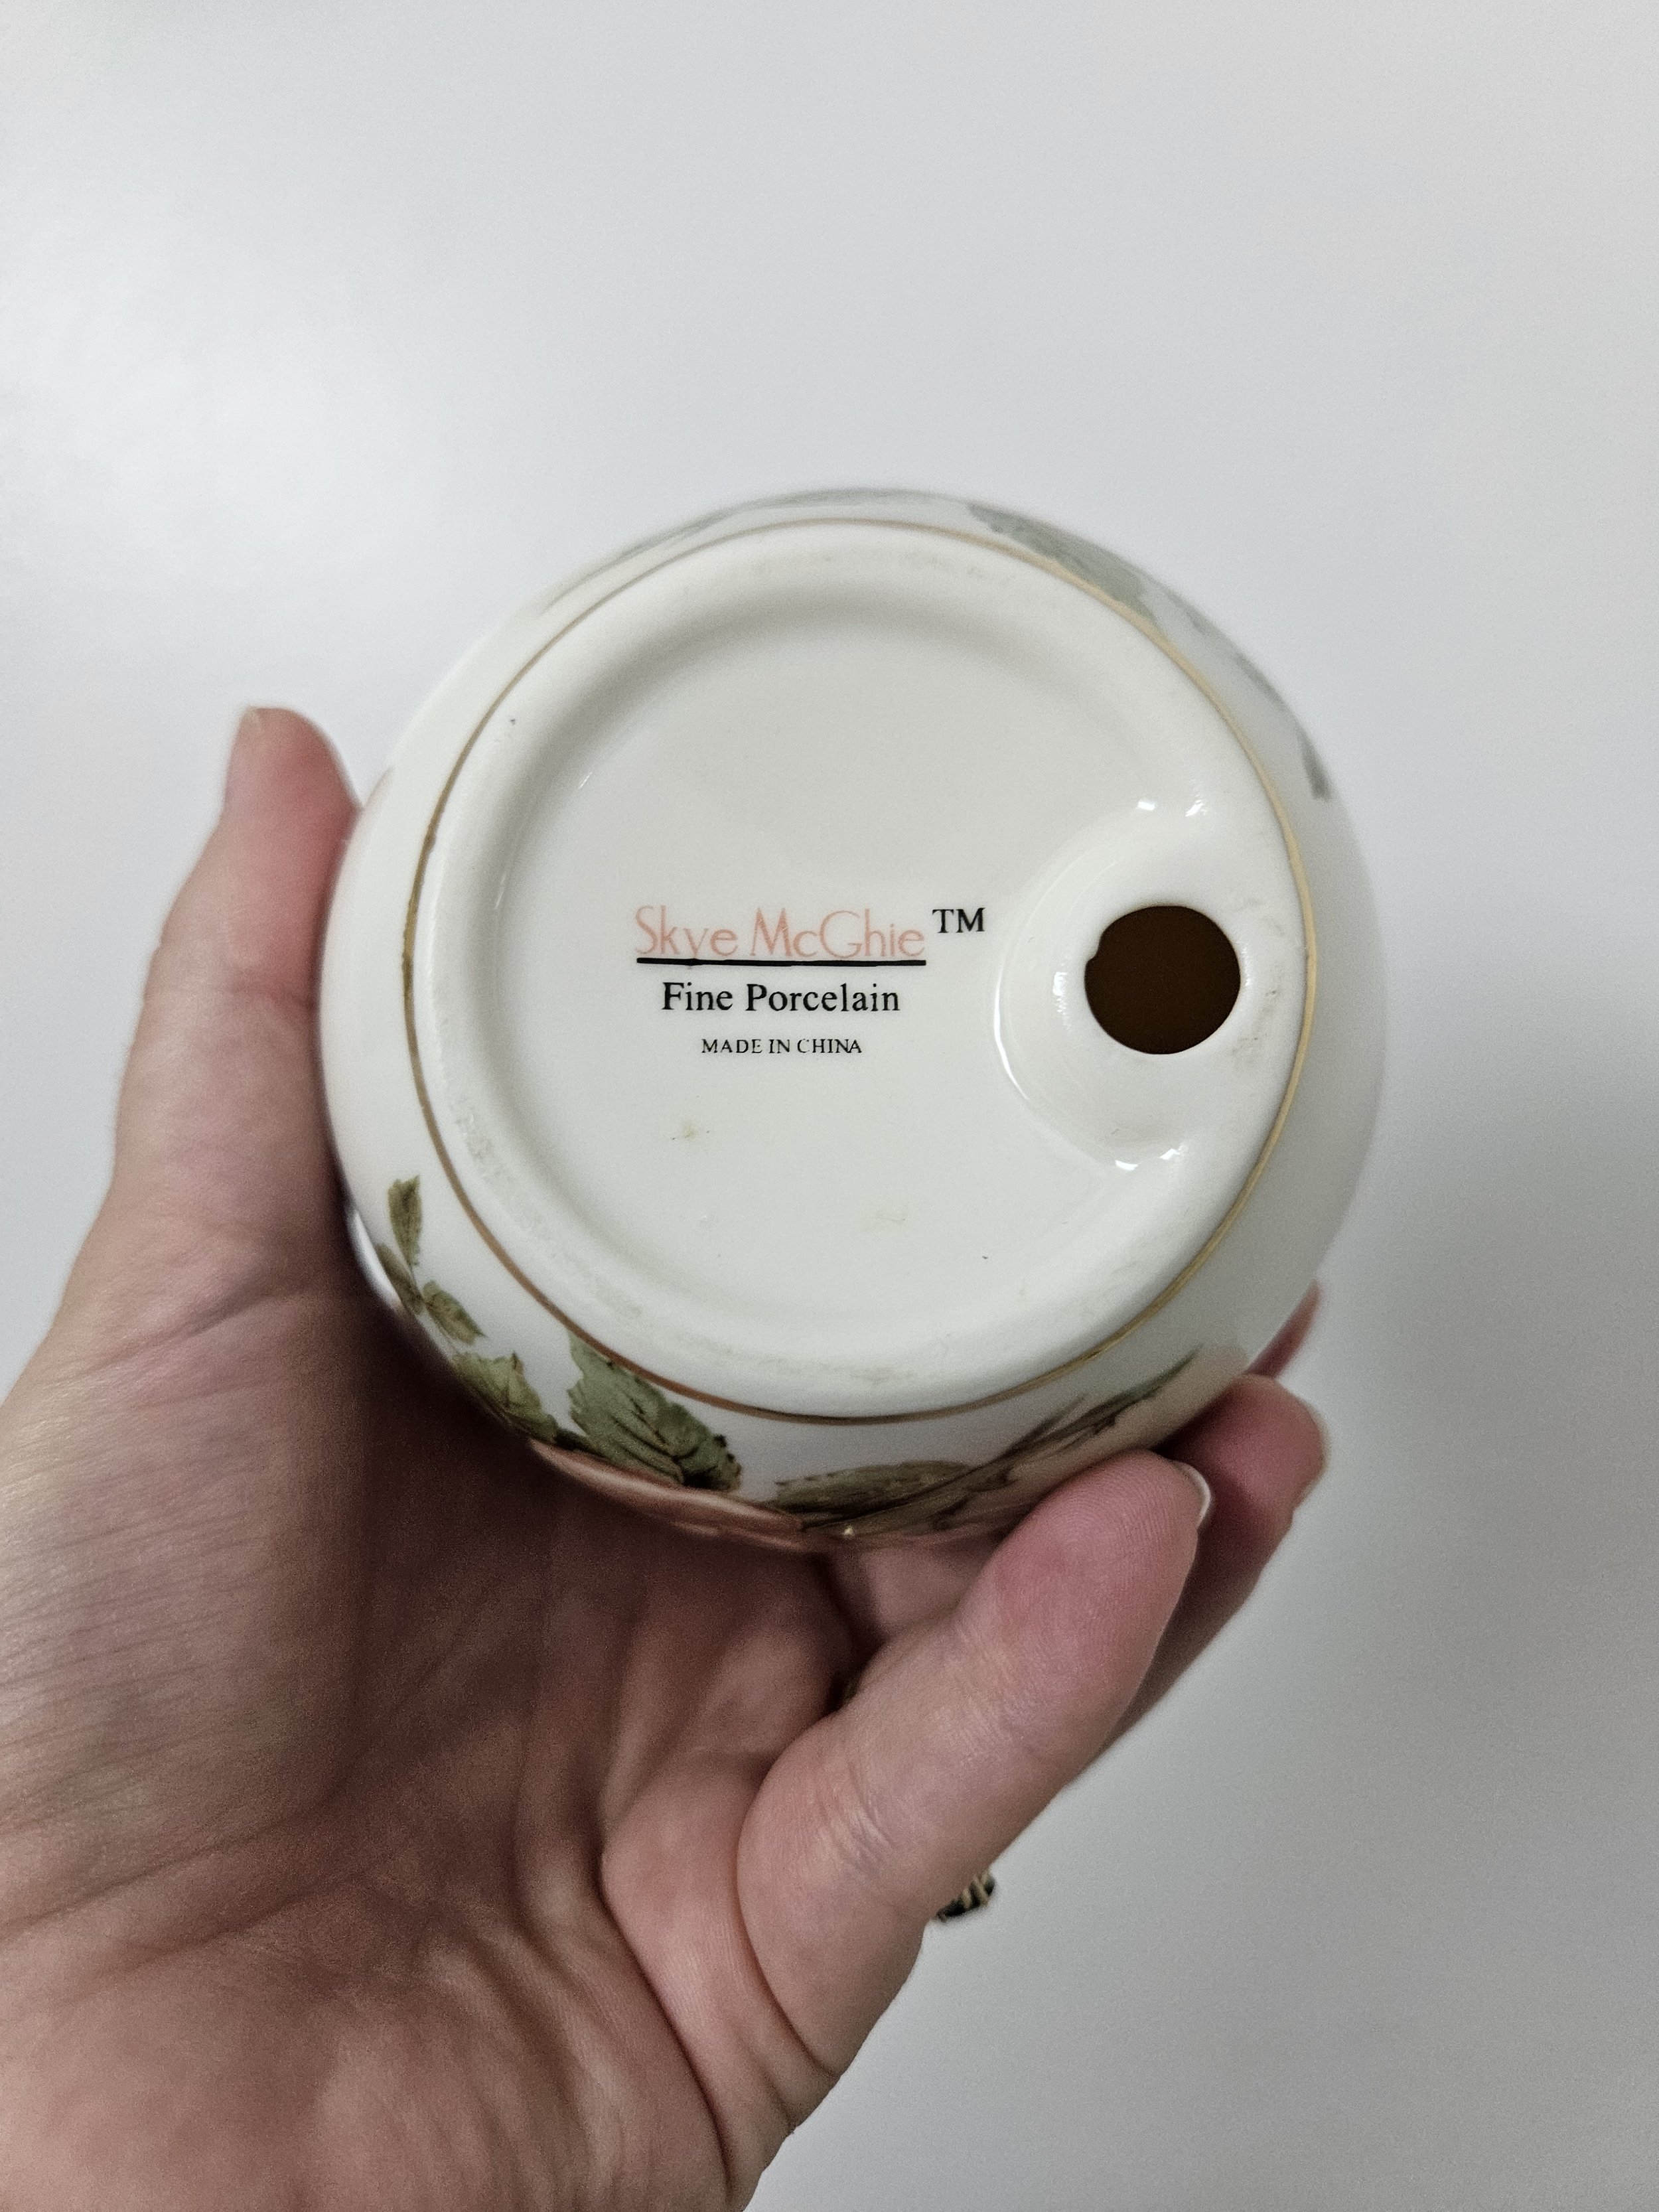 Skye McGhie™
Fine Porcelain
MADE IN CHINA